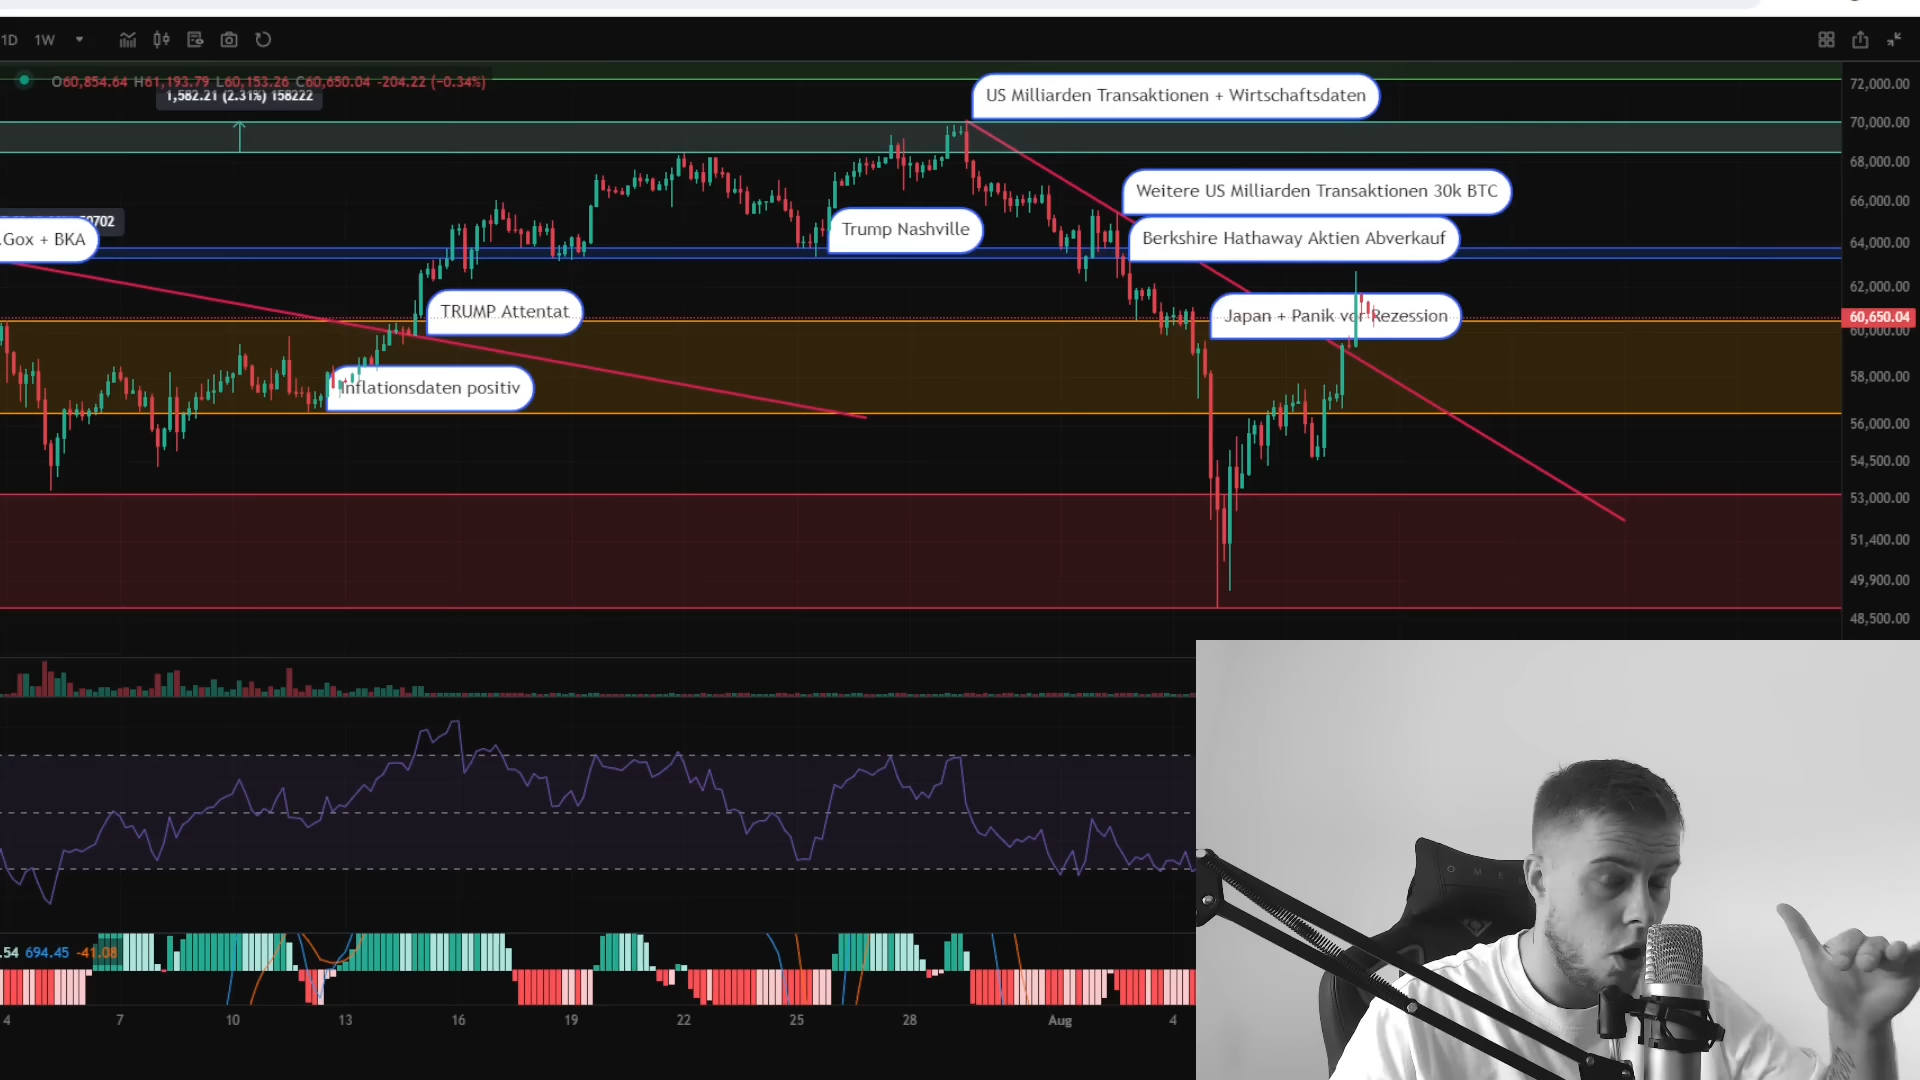 1D 1W
O60,854.64 H61,193.79 L60,153.26 C60,650.04 -204.22 (−0.34%)
1,582.21 (2.31%) 158222
72,000.00
US Milliarden Transaktionen + Wirtschaftsdaten
70,000.00
68,000.00
Weitere US Milliarden Transaktionen 30k BTC
66,000.00
.Gox + BKA
Trump Nashville
Berkshire Hathaway Aktien Abverkauf
64,000.00
62,000.00
TRUMP Attentat
Japan + Panik vor Rezession
60,650.04
60,000.00
Inflationsdaten positiv
58,000.00
56,000.00
54,500.00
53,000.00
51,400.00
49,900.00
48,500.00
OMEN
.54 694.45 -41.08
4 7 10 13 16 19 22 25 28 Aug 4